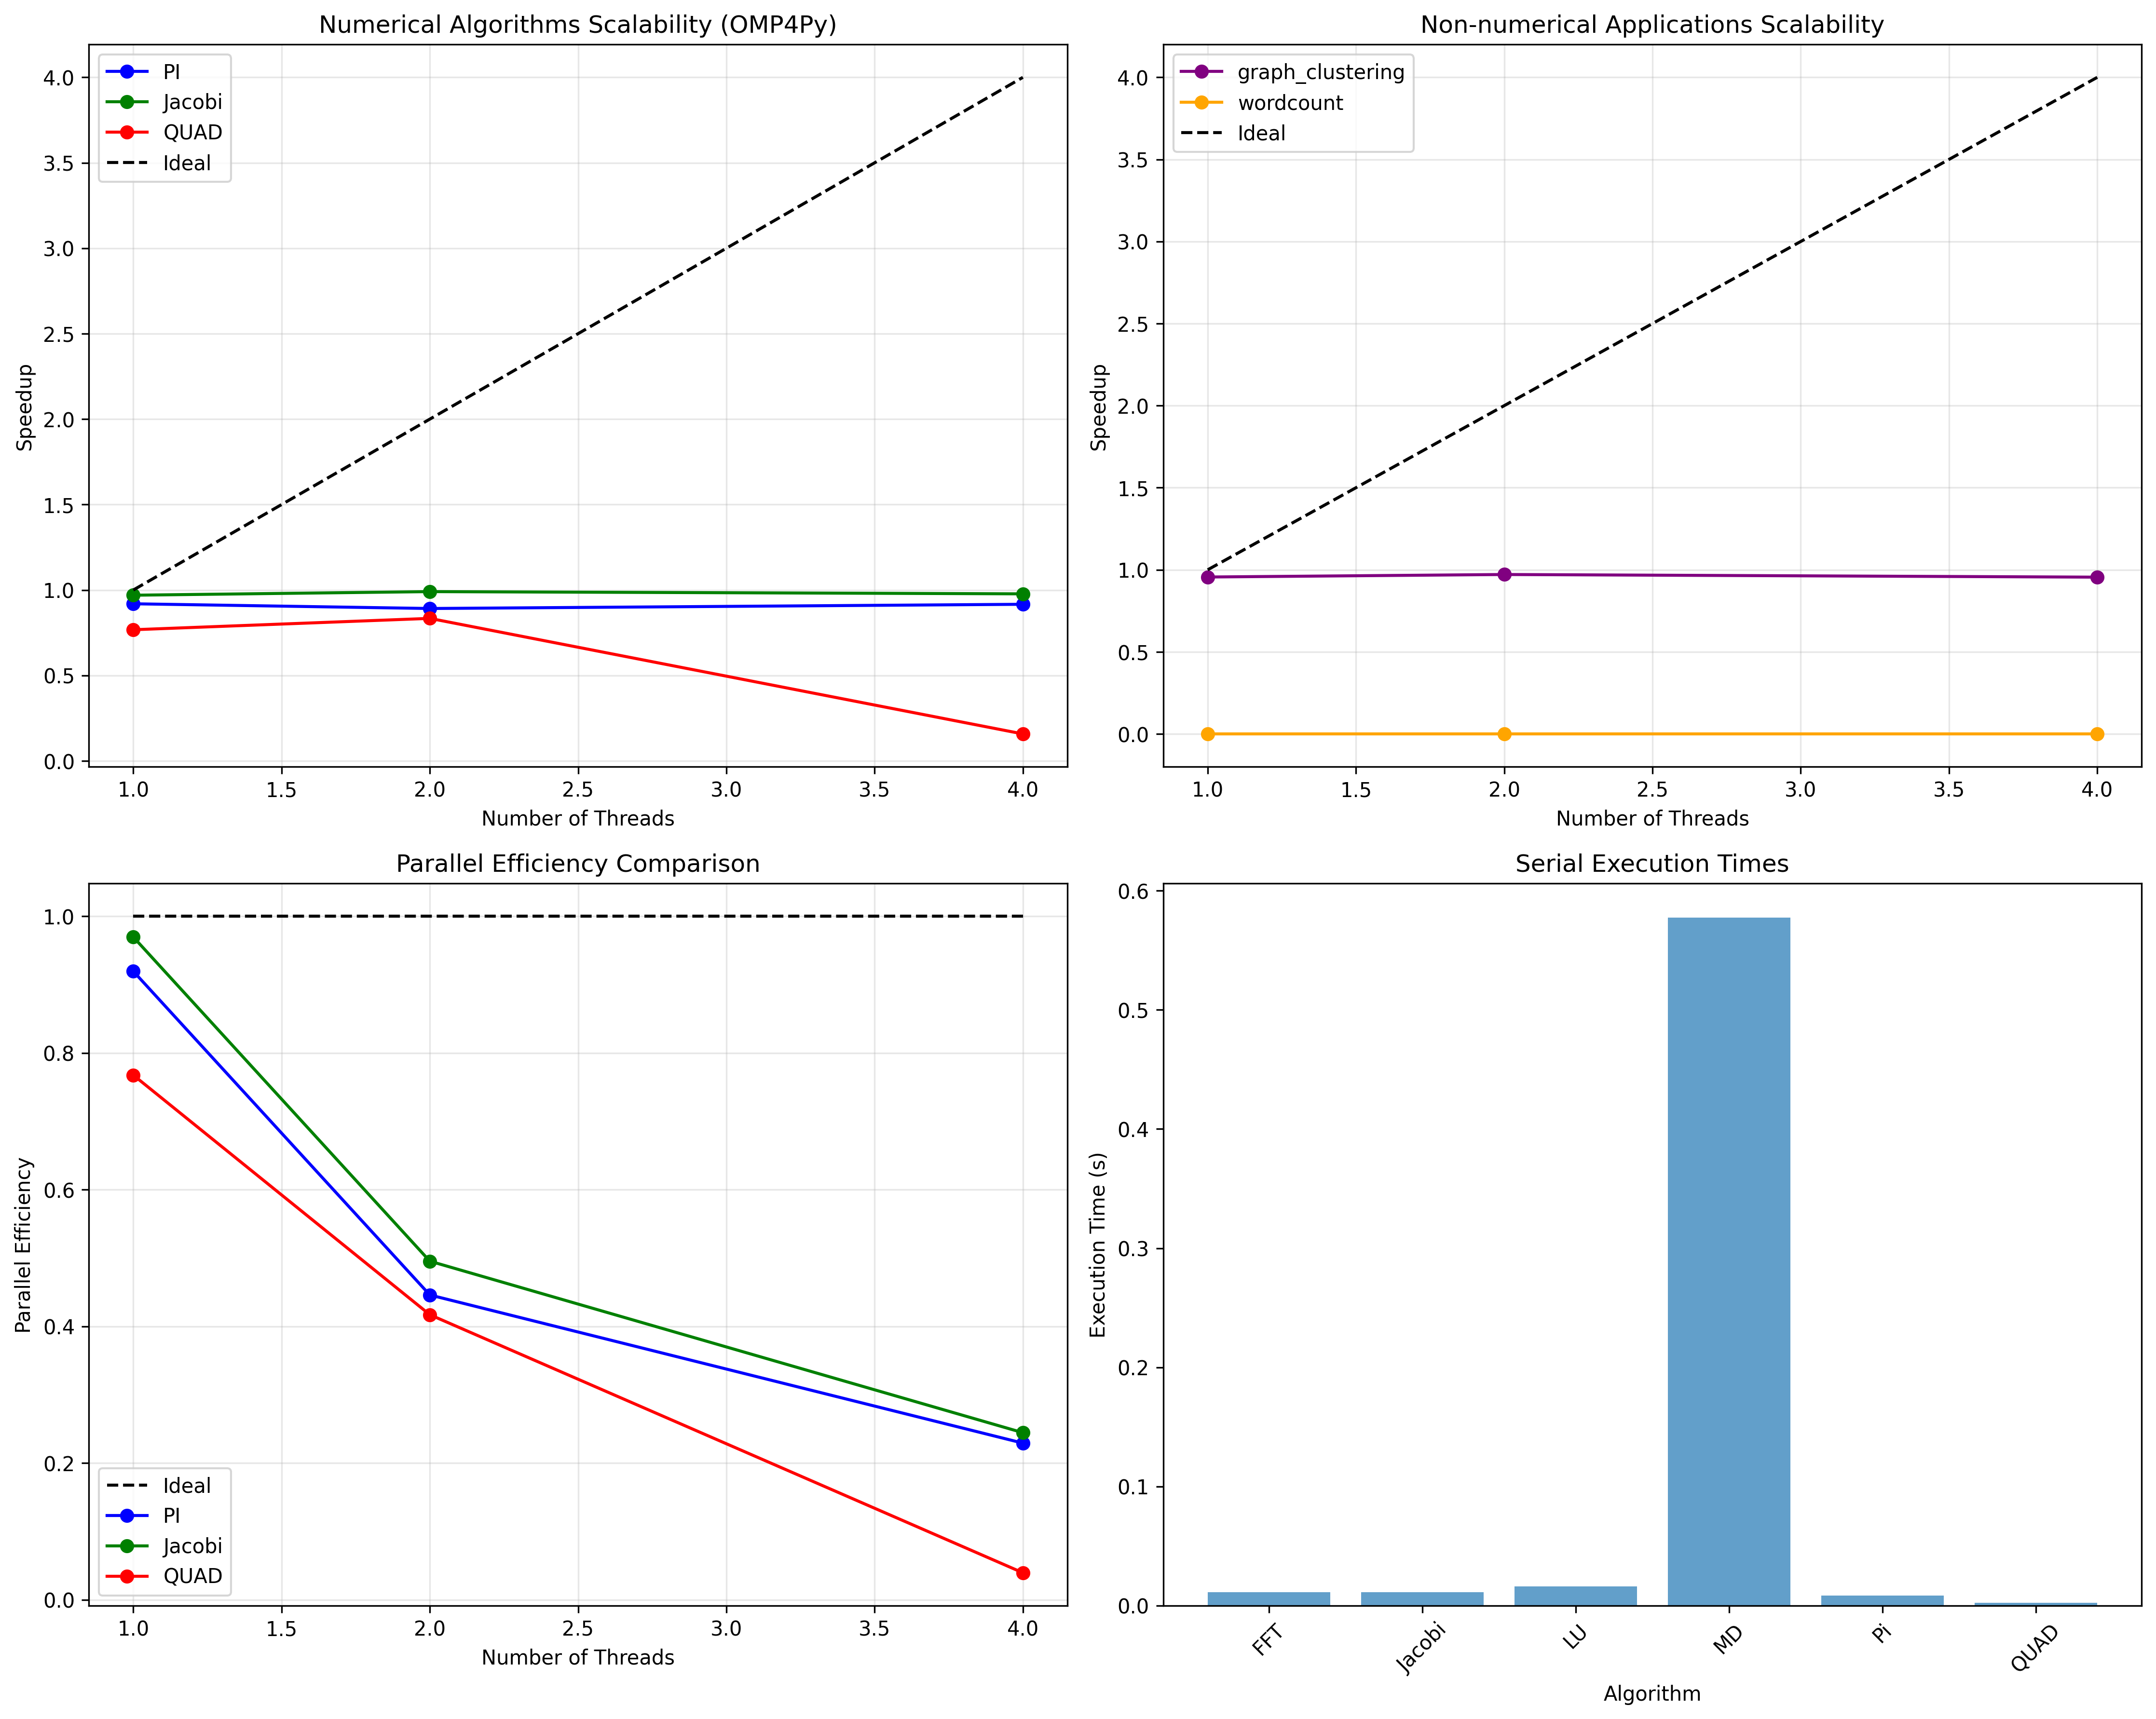 Numerical Algorithms Scalability (OMP4Py)
PI
Jacobi
QUAD
Ideal
4.0
3.5
3.0
2.5
2.0
1.5
1.0
0.5
0.0
Speedup
1.0 1.5 2.0 2.5 3.0 3.5 4.0
Number of Threads
Non-numerical Applications Scalability
graph_clustering
wordcount
Ideal
4.0
3.5
3.0
2.5
2.0
1.5
1.0
0.5
0.0
Speedup
1.0 1.5 2.0 2.5 3.0 3.5 4.0
Number of Threads
Parallel Efficiency Comparison
1.0
0.8
0.6
0.4
0.2
0.0
Parallel Efficiency
Ideal
PI
Jacobi
QUAD
1.0 1.5 2.0 2.5 3.0 3.5 4.0
Number of Threads
Serial Execution Times
0.6
0.5
0.4
0.3
0.2
0.1
0.0
Execution Time (s)
FFT Jacobi LU MD Pi QUAD
Algorithm